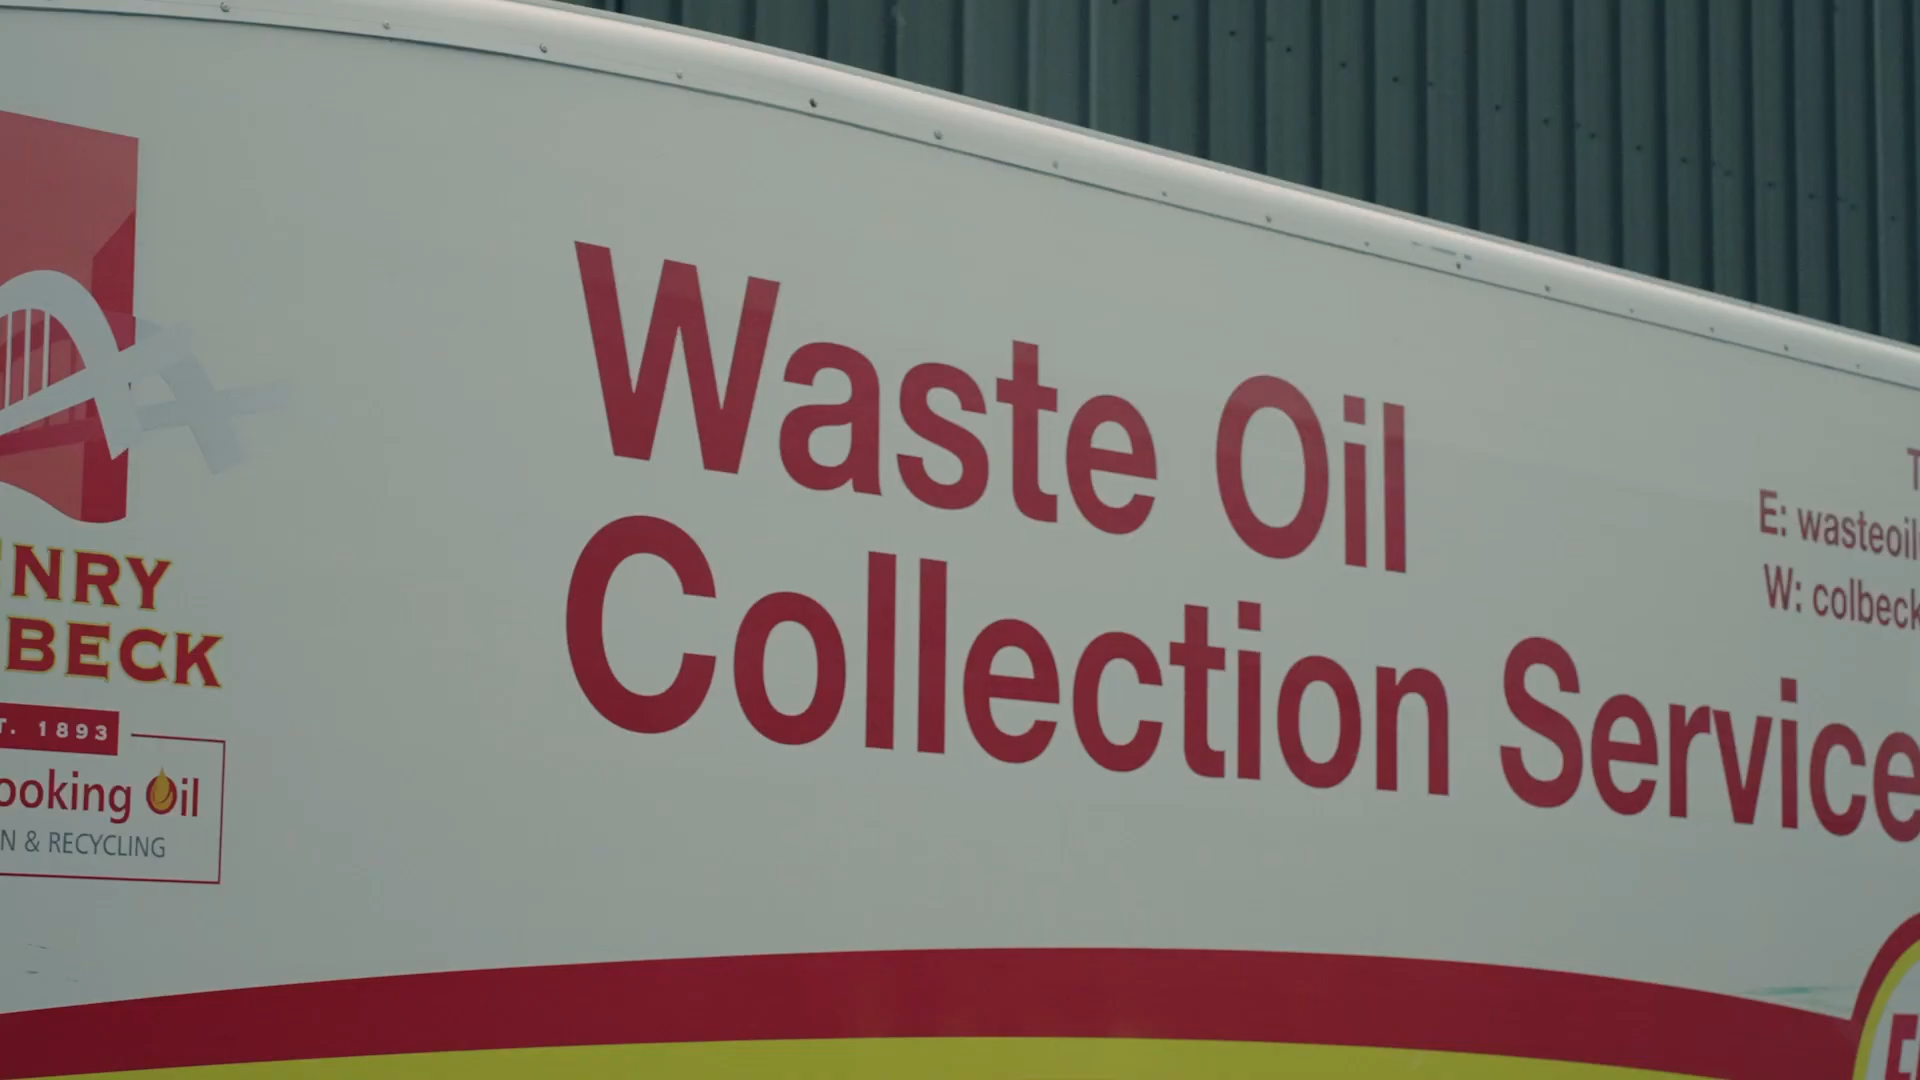 NRY
BECK
T. 1893
ooking Oil
N & RECYCLING
Waste Oil
Collection Service
T
E: wasteoil
W: colbeck